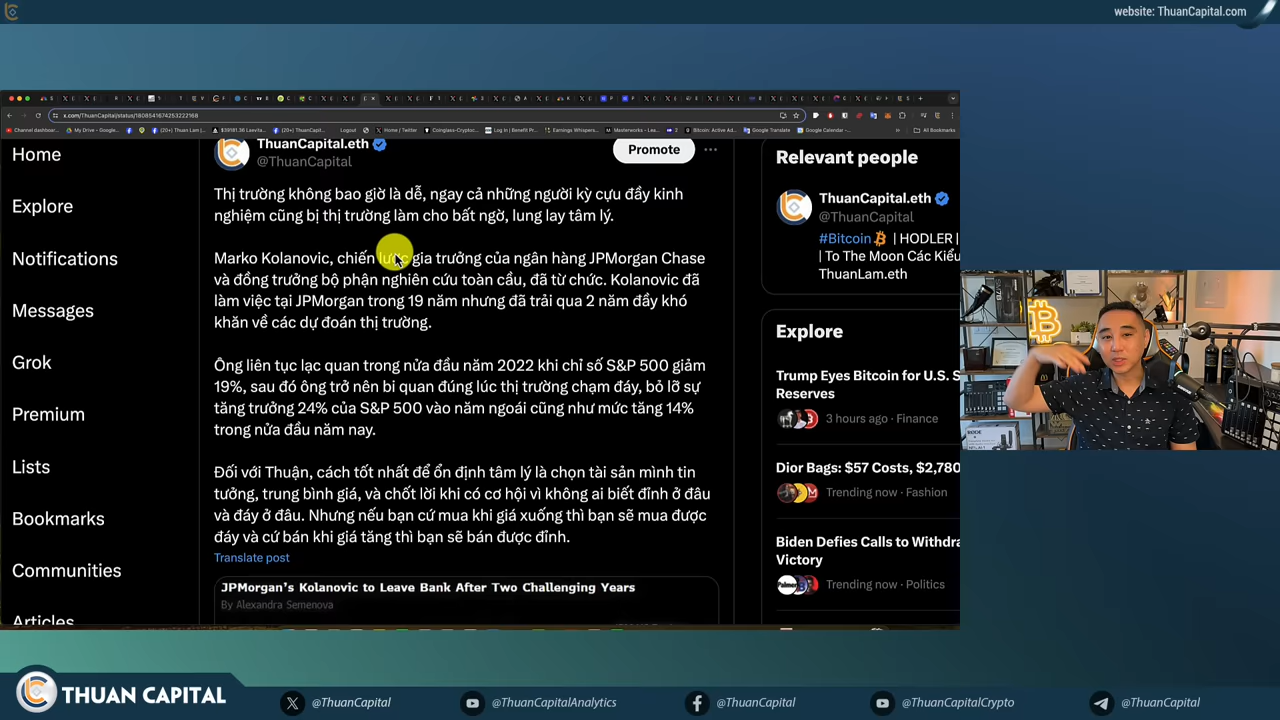 website: ThuanCapital.com
x.com/ThuanCapital/status/1808541674253222168
Home
Explore
Notifications
Messages
Grok
Premium
Lists
Bookmarks
Communities
Articles
ThuanCapital.eth
@ThuanCapital
Promote
Thị trường không bao giờ là dễ, ngay cả những người kỳ cựu đầy kinh
nghiệm cũng bị thị trường làm cho bất ngờ, lung lay tâm lý.
Marko Kolanovic, chiến lược gia trưởng của ngân hàng JPMorgan Chase
và đồng trưởng bộ phận nghiên cứu toàn cầu, đã từ chức. Kolanovic đã
làm việc tại JPMorgan trong 19 năm nhưng đã trải qua 2 năm đầy khó
khăn về các dự đoán thị trường.
Ông liên tục lạc quan trong nửa đầu năm 2022 khi chỉ số S&P 500 giảm
19%, sau đó ông trở nên bi quan đúng lúc thị trường chạm đáy, bỏ lỡ sự
tăng trưởng 24% của S&P 500 vào năm ngoái cũng như mức tăng 14%
trong nửa đầu năm nay.
Đối với Thuận, cách tốt nhất để ổn định tâm lý là chọn tài sản mình tin
tưởng, trung bình giá, và chốt lời khi có cơ hội vì không ai biết đỉnh ở đâu
và đáy ở đâu. Nhưng nếu bạn cứ mua khi giá xuống thì bạn sẽ mua được
đáy và cứ bán khi giá tăng thì bạn sẽ bán được đỉnh.
Translate post
JPMorgan's Kolanovic to Leave Bank After Two Challenging Years
By Alexandra Semenova
Relevant people
ThuanCapital.eth
@ThuanCapital
#Bitcoin | HODLER |
| To The Moon Các Kiểu
ThuanLam.eth
Explore
Trump Eyes Bitcoin for U.S. S
Reserves
3 hours ago · Finance
Dior Bags: $57 Costs, $2,780
Trending now · Fashion
Biden Defies Calls to Withdra
Victory
Trending now · Politics
THUAN CAPITAL
@ThuanCapital
@ThuanCapitalAnalytics
@ThuanCapital
@ThuanCapitalCrypto
@ThuanCapital